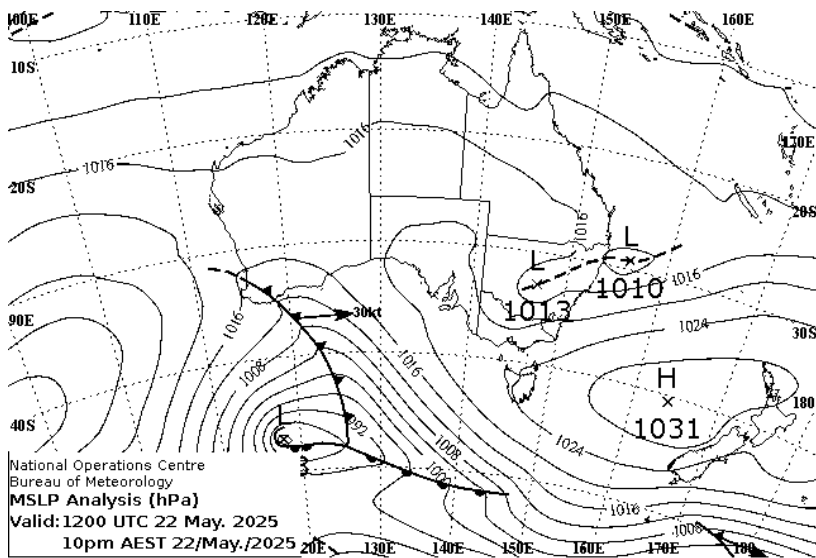 100E
110E
120E
130E
140E
150E
160E
10S
1016
1016
170E
20S
1016
20S
L
L
1013
1010
1016
90E
1016
30kt
1024
30S
1008
1016
H
1031
180
40S
L
992
1008
1024
1000
1016
1008
National Operations Centre
Bureau of Meteorology
MSLP Analysis (hPa)
Valid: 1200 UTC 22 May. 2025
10pm AEST 22/May./2025
120E
130E
140E
150E
160E
170E
180